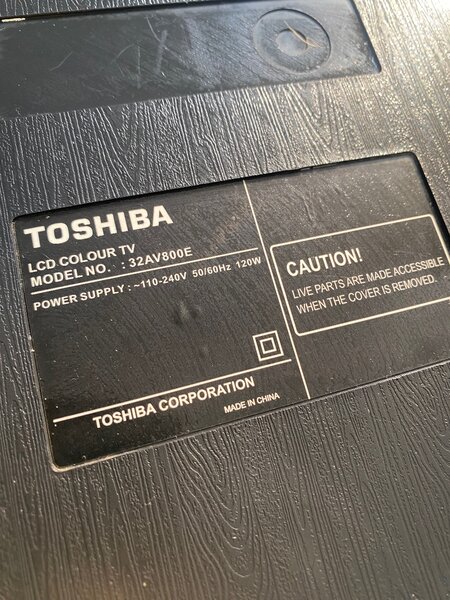 TOSHIBA
LCD COLOUR TV
MODEL NO. : 32AV800E
POWER SUPPLY : ~110-240V 50/60Hz 120W
TOSHIBA CORPORATION
MADE IN CHINA
CAUTION!
LIVE PARTS ARE MADE ACCESSIBLE
WHEN THE COVER IS REMOVED.